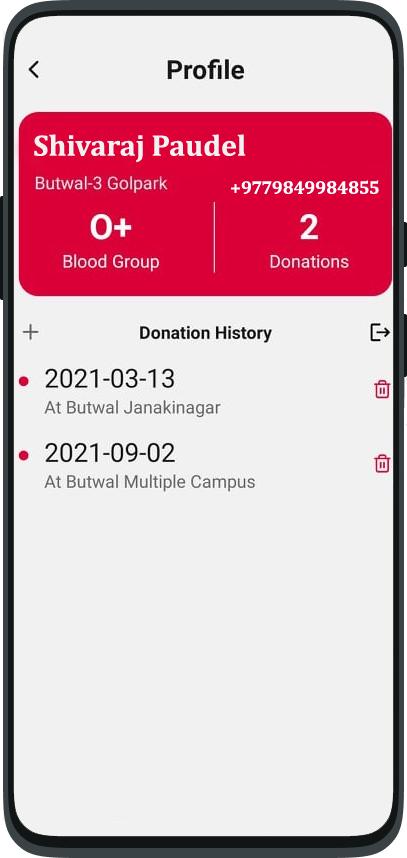 Profile
Shivaraj Paudel
Butwal-3 Golpark
+9779849984855
O+
2
Blood Group
Donations
Donation History
2021-03-13
At Butwal Janakinagar
2021-09-02
At Butwal Multiple Campus